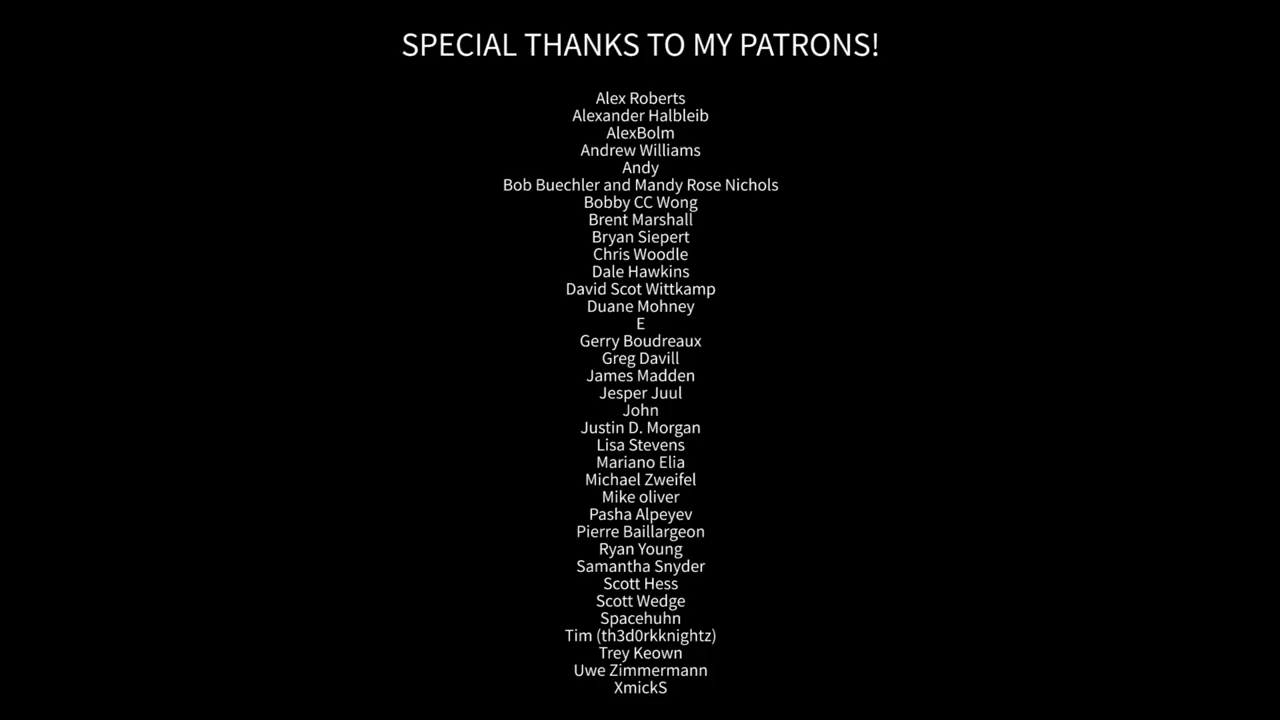 SPECIAL THANKS TO MY PATRONS!
Alex Roberts
Alexander Halbleib
AlexBolm
Andrew Williams
Andy
Bob Buechler and Mandy Rose Nichols
Bobby CC Wong
Brent Marshall
Bryan Siepert
Chris Woodle
Dale Hawkins
David Scot Wittkamp
Duane Mohney
E
Gerry Boudreaux
Greg Davill
James Madden
Jesper Juul
John
Justin D. Morgan
Lisa Stevens
Mariano Elia
Michael Zweifel
Mike oliver
Pasha Alpeyev
Pierre Baillargeon
Ryan Young
Samantha Snyder
Scott Hess
Scott Wedge
Spacehuhn
Tim (th3d0rkknightz)
Trey Keown
Uwe Zimmermann
XmickS